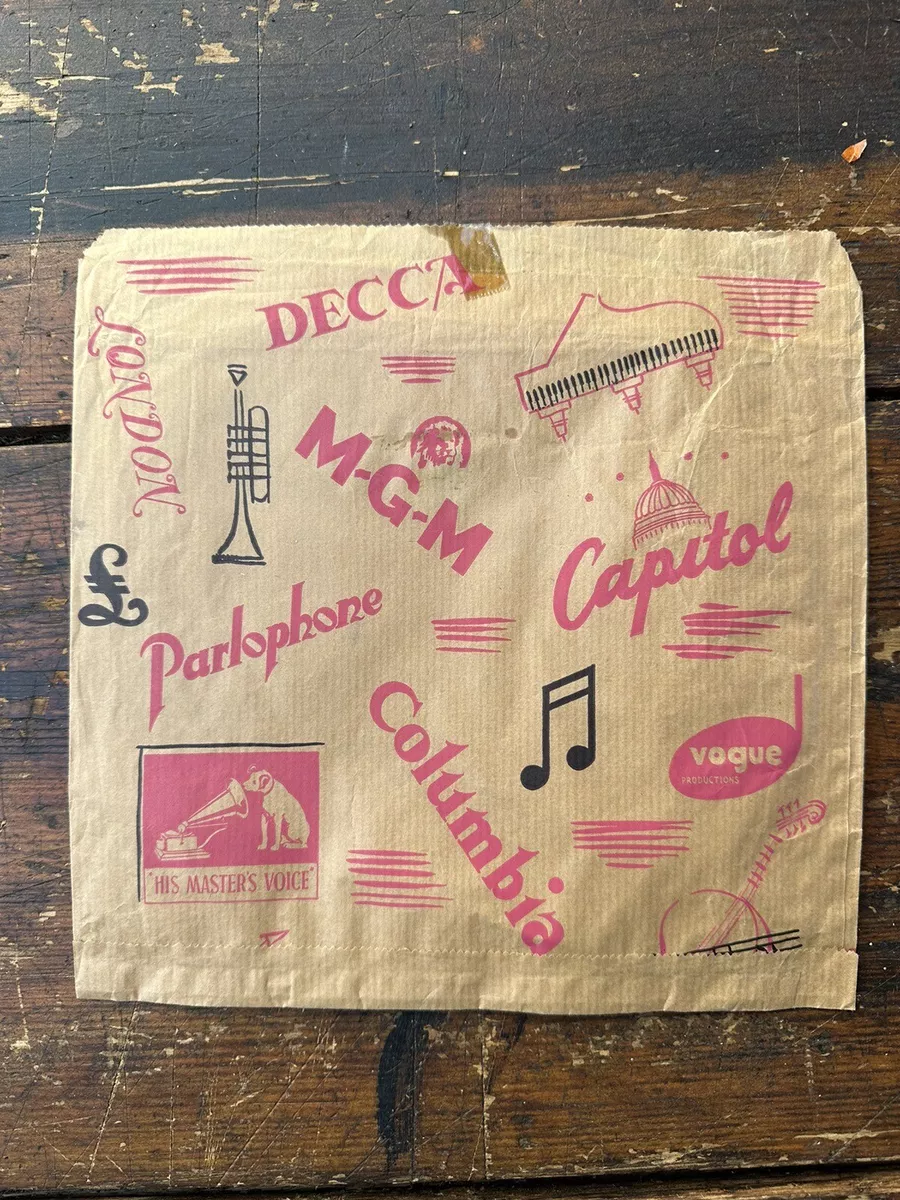 DECCA
LONDON
M-G-M
Capitol
£
Parlophone
Columbia
vogue
PRODUCTIONS
"HIS MASTER'S VOICE"